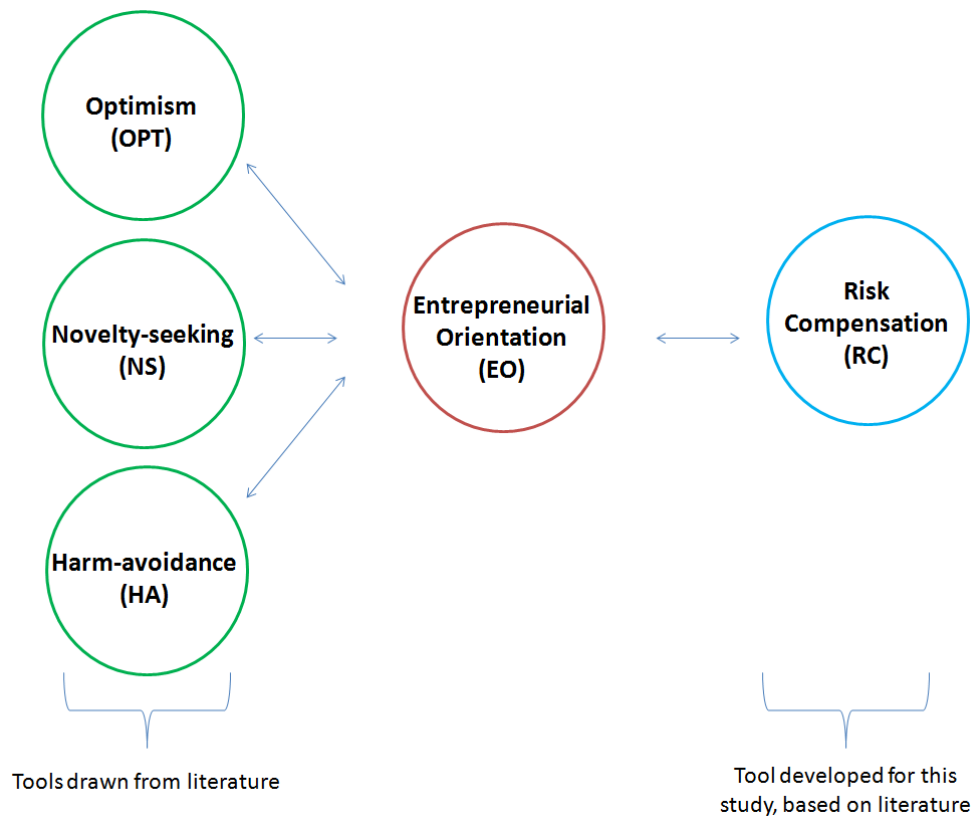 Optimism
(OPT)
Novelty-seeking
(NS)
Harm-avoidance
(HA)
Tools drawn from literature
Entrepreneurial
Orientation
(EO)
Risk
Compensation
(RC)
Tool developed for this
study, based on literature